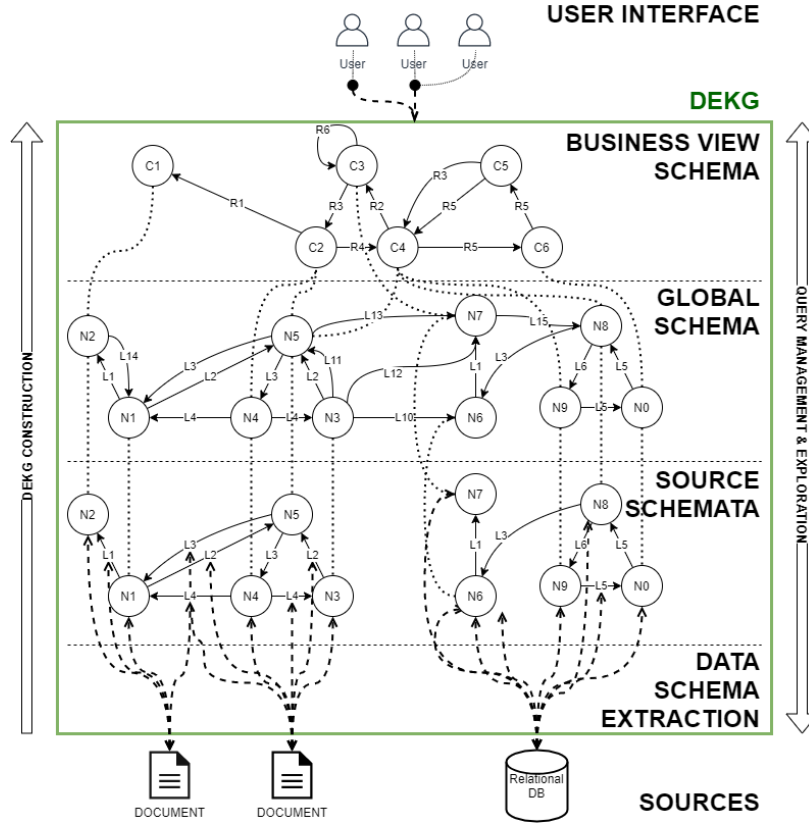 USER INTERFACE
User
User
User
DEKG
BUSINESS VIEW
SCHEMA
R6
C1
C3
C5
R3
R1
R3
R2
R5
R5
C2
R4
C4
R5
C6
GLOBAL
SCHEMA
N2
N5
L13
N7
L15
N8
L14
L3
L11
L1
L2
L3
L2
L12
L1
L3
L6
L5
N1
L4
N4
L4
N3
L10
N6
N9
L5
N0
SOURCE
SCHEMATA
N2
N5
N7
N8
L3
L1
L2
L3
L2
L1
L3
L6
L5
N1
L4
N4
L4
N3
N6
N9
L5
N0
DATA
SCHEMA
EXTRACTION
DEKG CONSTRUCTION
QUERY MANAGEMENT & EXPLORATION
DOCUMENT
DOCUMENT
Relational
DB
SOURCES